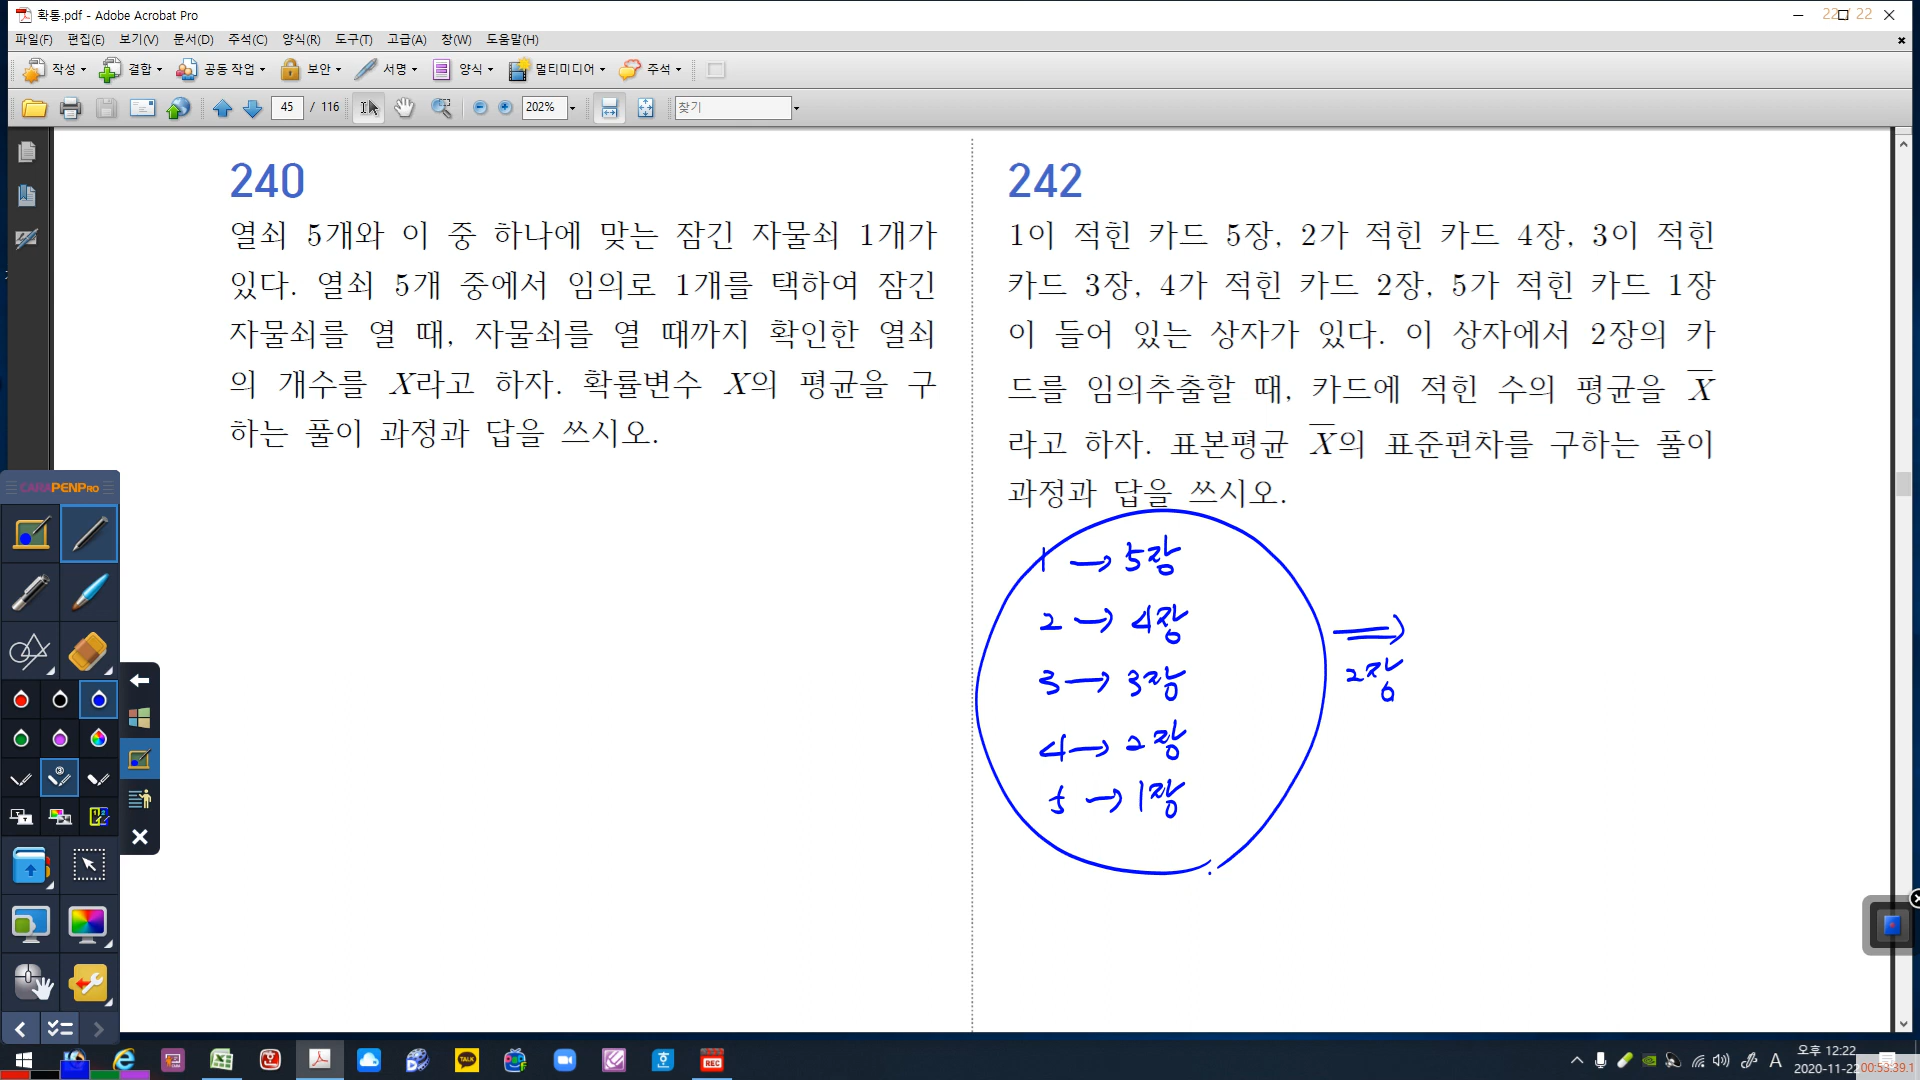 확통.pdf - Adobe Acrobat Pro
22 / 22
파일(F) 편집(E) 보기(V) 문서(D) 주석(C) 양식(R) 도구(T) 고급(A) 창(W) 도움말(H)
작성 결합 공동 작업 보안 서명 양식 멀티미디어 주석
45 / 116 202% 찾기
240
열쇠 5개와 이 중 하나에 맞는 잠긴 자물쇠 1개가
있다. 열쇠 5개 중에서 임의로 1개를 택하여 잠긴
자물쇠를 열 때, 자물쇠를 열 때까지 확인한 열쇠
의 개수를 X라고 하자. 확률변수 X의 평균을 구
하는 풀이 과정과 답을 쓰시오.
242
1이 적힌 카드 5장, 2가 적힌 카드 4장, 3이 적힌
카드 3장, 4가 적힌 카드 2장, 5가 적힌 카드 1장
이 들어 있는 상자가 있다. 이 상자에서 2장의 카
드를 임의추출할 때, 카드에 적힌 수의 평균을 X̅
라고 하자. 표본평균 X̅의 표준편차를 구하는 풀이
과정과 답을 쓰시오.
1 → 5장
2 → 4장
3 → 3장
4 → 2장
5 → 1장
⇒
2장
CARAPENPRO
TALK
REC
A
오후 12:22
2020-11-22
00:53:39.1